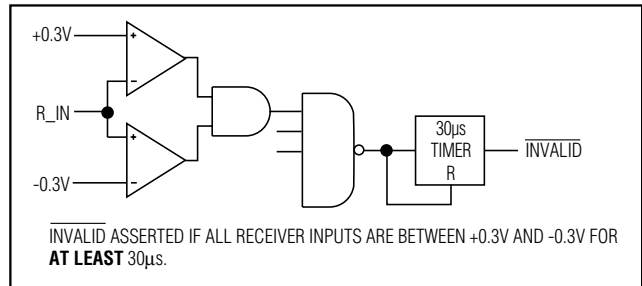 +0.3V
R_IN
-0.3V
+
-
+
-
30µs
TIMER
R
INVALID
INVALID ASSERTED IF ALL RECEIVER INPUTS ARE BETWEEN +0.3V AND -0.3V FOR
AT LEAST 30µs.